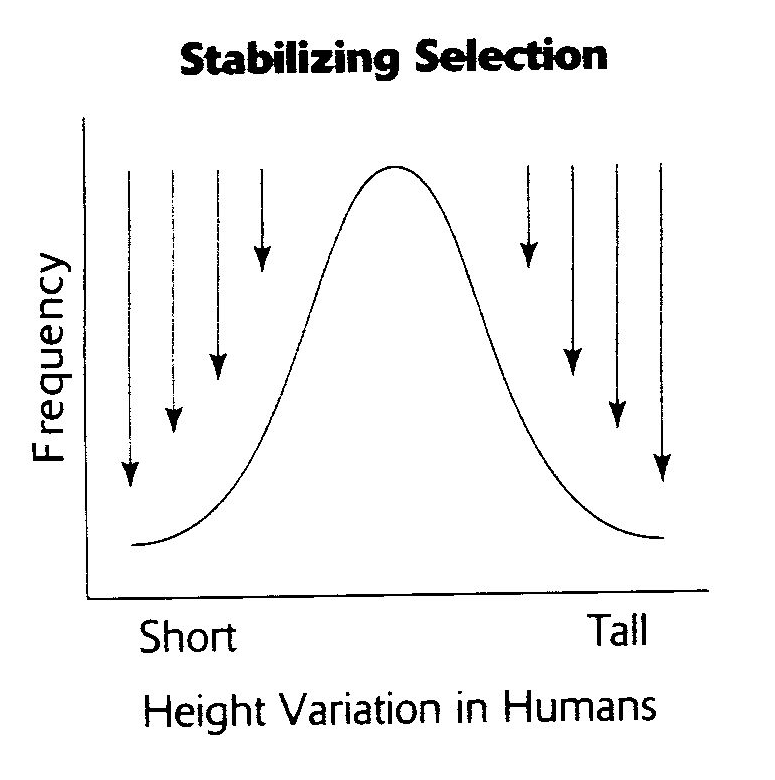 Stabilizing Selection
Frequency
Short
Tall
Height Variation in Humans